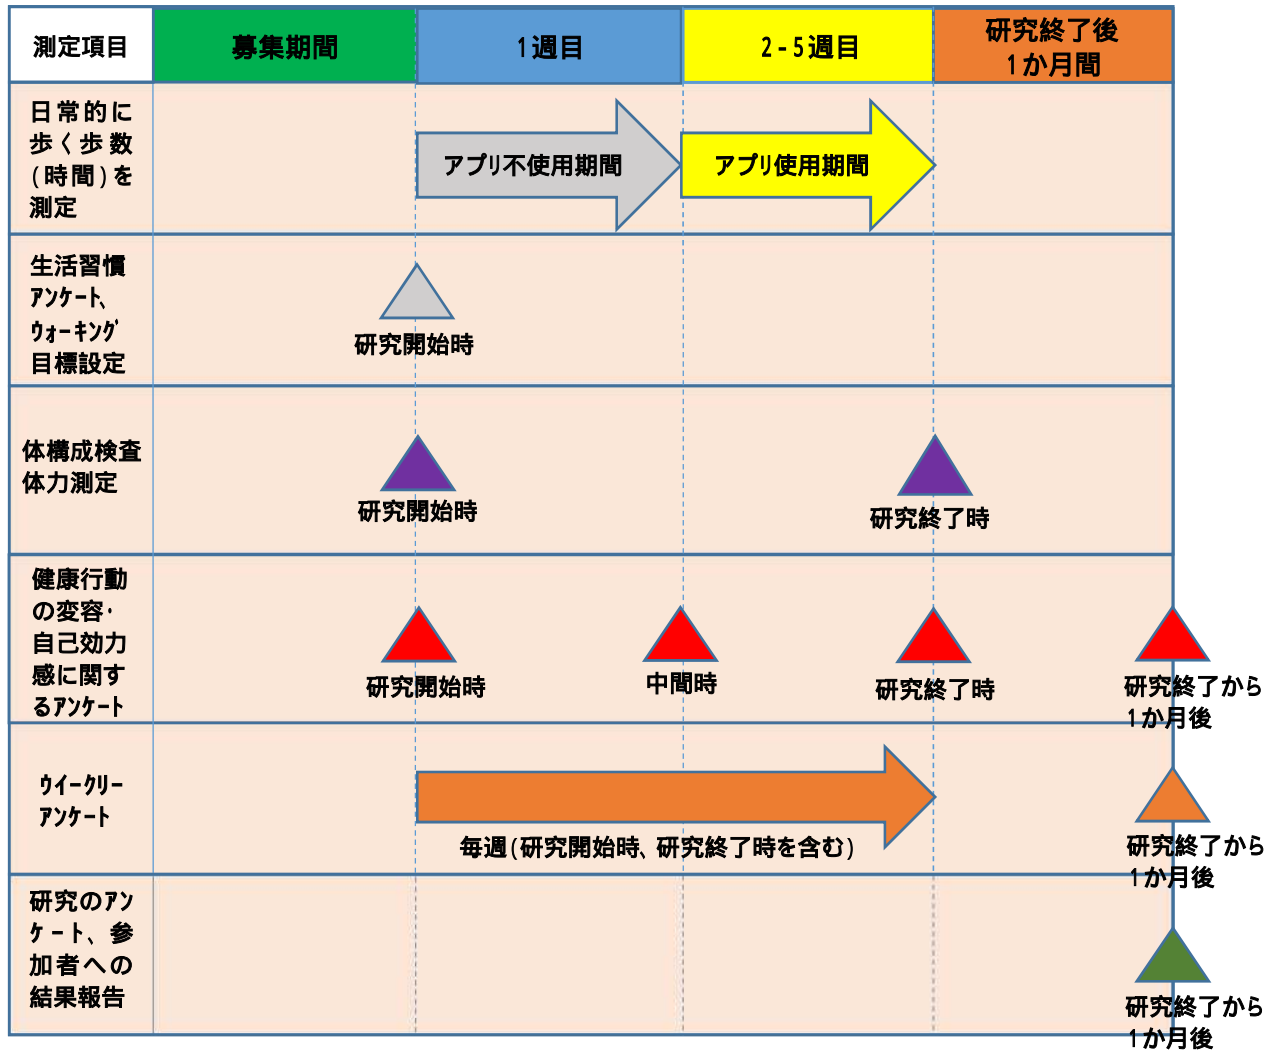 測定項目
募集期間
1週目
2-5週目
研究終了後
1か月間
日常的に
歩く歩数
(時間)を
測定
アプリ不使用期間
アプリ使用期間
生活習慣
アンケート、
ウォーキング
目標設定
研究開始時
体構成検査
体力測定
研究開始時
研究終了時
健康行動
の変容・
自己効力
感に関す
るアンケート
研究開始時
中間時
研究終了時
研究終了から
1か月後
ウイークリー
アンケート
毎週(研究開始時、研究終了時を含む)
研究終了から
1か月後
研究のアン
ケート、参
加者への
結果報告
研究終了から
1か月後